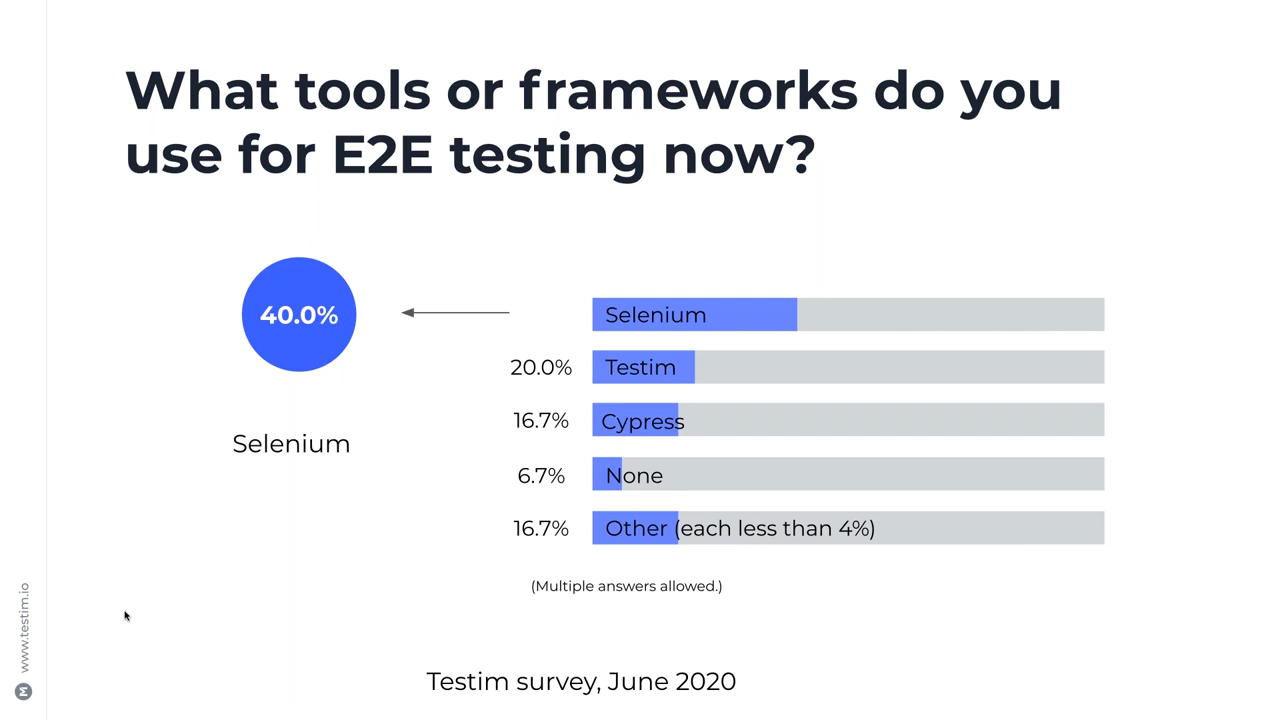 What tools or frameworks do you
use for E2E testing now?
40.0%
Selenium
Selenium
20.0% Testim
16.7% Cypress
6.7% None
16.7% Other (each less than 4%)
(Multiple answers allowed.)
Testim survey, June 2020
www.testim.io